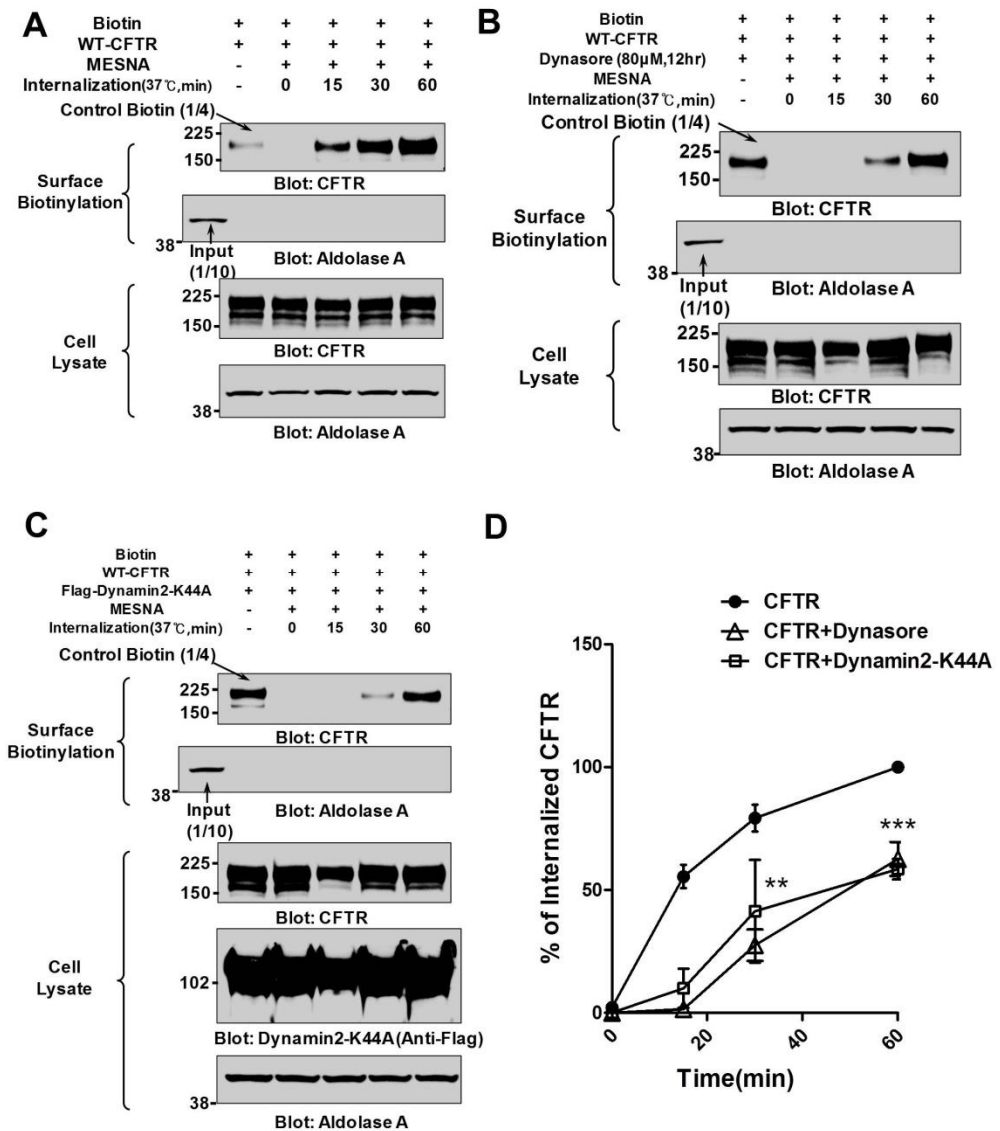 A
Biotin + + + + +
WT-CFTR + + + + +
MESNA - + + + +
Internalization(37℃,min) - 0 15 30 60
Control Biotin (1/4)
225
150
Blot: CFTR
Surface
Biotinylation
38
Input
(1/10)
Blot: Aldolase A
225
150
Blot: CFTR
Cell
Lysate
38
Blot: Aldolase A
B
Biotin + + + + +
WT-CFTR + + + + +
Dynasore (80μM,12hr) + + + + +
MESNA - + + + +
Internalization(37℃,min) - 0 15 30 60
Control Biotin (1/4)
225
150
Blot: CFTR
Surface
Biotinylation
38
Input
(1/10)
Blot: Aldolase A
225
150
Blot: CFTR
Cell
Lysate
38
Blot: Aldolase A
C
Biotin + + + + +
WT-CFTR + + + + +
Flag-Dynamin2-K44A + + + + +
MESNA - + + + +
Internalization(37℃,min) - 0 15 30 60
Control Biotin (1/4)
225
150
Blot: CFTR
Surface
Biotinylation
38
Input
(1/10)
Blot: Aldolase A
225
150
Blot: CFTR
Cell
Lysate
102
Blot: Dynamin2-K44A(Anti-Flag)
38
Blot: Aldolase A
D
CFTR
CFTR+Dynasore
CFTR+Dynamin2-K44A
% of Internalized CFTR
150
100
50
0
**
***
0 20 40 60
Time(min)